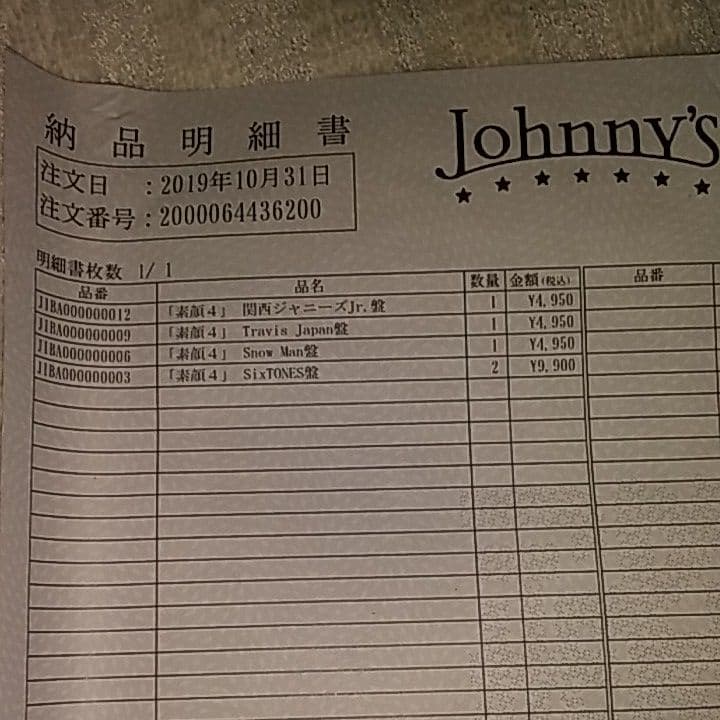 納品明細書
Johnny's
注文日 ：2019年10月31日
注文番号：2000064436200
明細書枚数 1/ 1
品番 品名 数量 金額(税込) 品番
JIBA000000012 「素顔４」 関西ジャニーズJr.盤 1 ¥4,950
JIBA000000009 「素顔４」 Travis Japan盤 1 ¥4,950
JIBA000000006 「素顔４」 Snow Man盤 1 ¥4,950
JIBA000000003 「素顔４」 SixTONES盤 2 ¥9,900